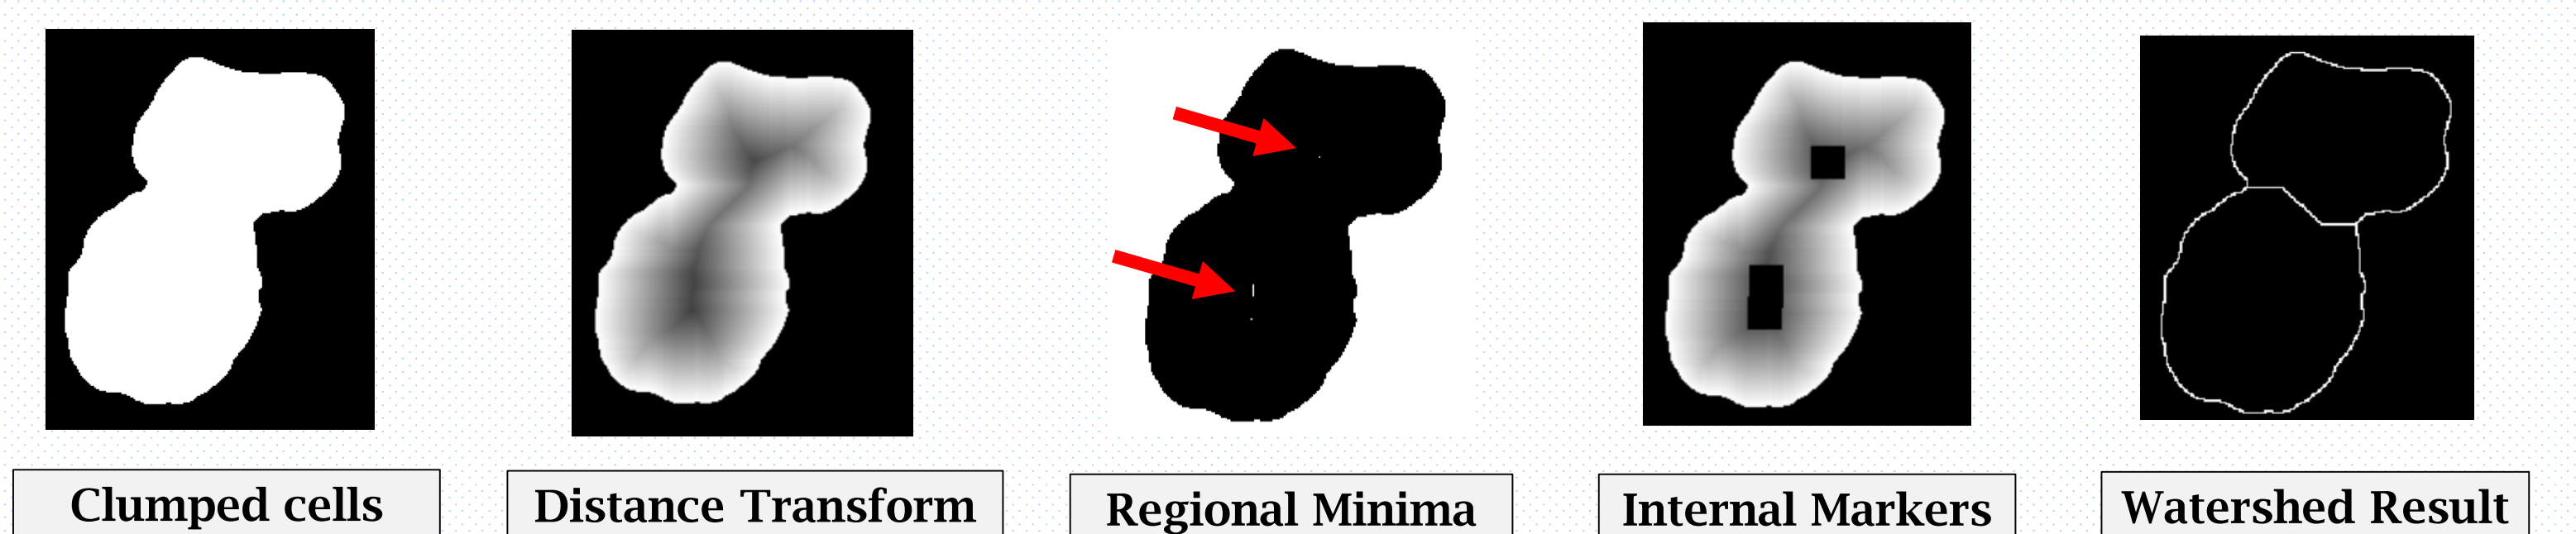 Clumped cells
Distance Transform
Regional Minima
Internal Markers
Watershed Result